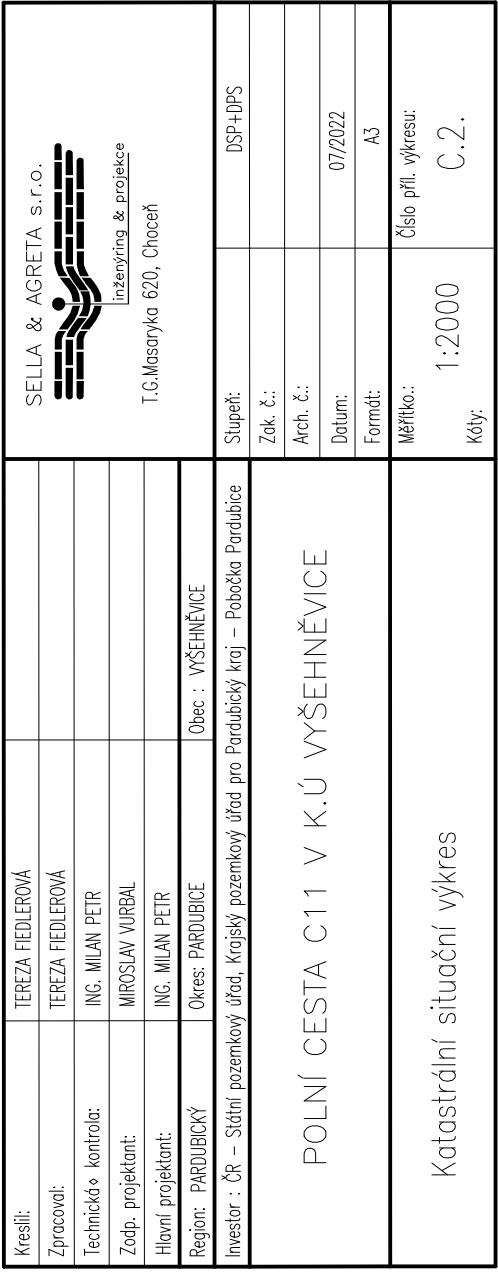 Kreslil: TEREZA FIEDLEROVÁ
Zpracoval: TEREZA FIEDLEROVÁ
Technická◇ kontrola: ING. MILAN PETR
Zodp. projektant: MIROSLAV VURBAL
Hlavní projektant: ING. MILAN PETR
Region: PARDUBICKÝ Okres: PARDUBICE Obec : VYŠEHNĚVICE
SELLA & AGRETA s.r.o.
inženýring & projekce
T.G.Masaryka 620, Choceň
Investor : ČR – Státní pozemkový úřad, Krajský pozemkový úřad pro Pardubický kraj – Pobočka Pardubice
POLNÍ CESTA C11 V K.Ú VYŠEHNĚVICE
Stupeň: DSP+DPS
Zak. č.:
Arch. č.:
Datum: 07/2022
Formát: A3
Katastrální situační výkres
Měřítko.: 1:2000
Kóty:
Číslo příl. výkresu:
C.2.